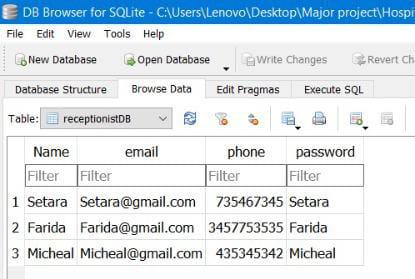 DB Browser for SQLite - C:\Users\Lenovo\Desktop\Major project\Hospi
File Edit View Tools Help
New Database Open Database Write Changes Revert Cha
Database Structure Browse Data Edit Pragmas Execute SQL
Table: receptionistDB
Name email phone password
Filter Filter Filter Filter
1 Setara Setara@gmail.com 735467345 Setara
2 Farida Farida@gmail.com 3457753535 Farida
3 Micheal Micheal@gmail.com 435345342 Micheal